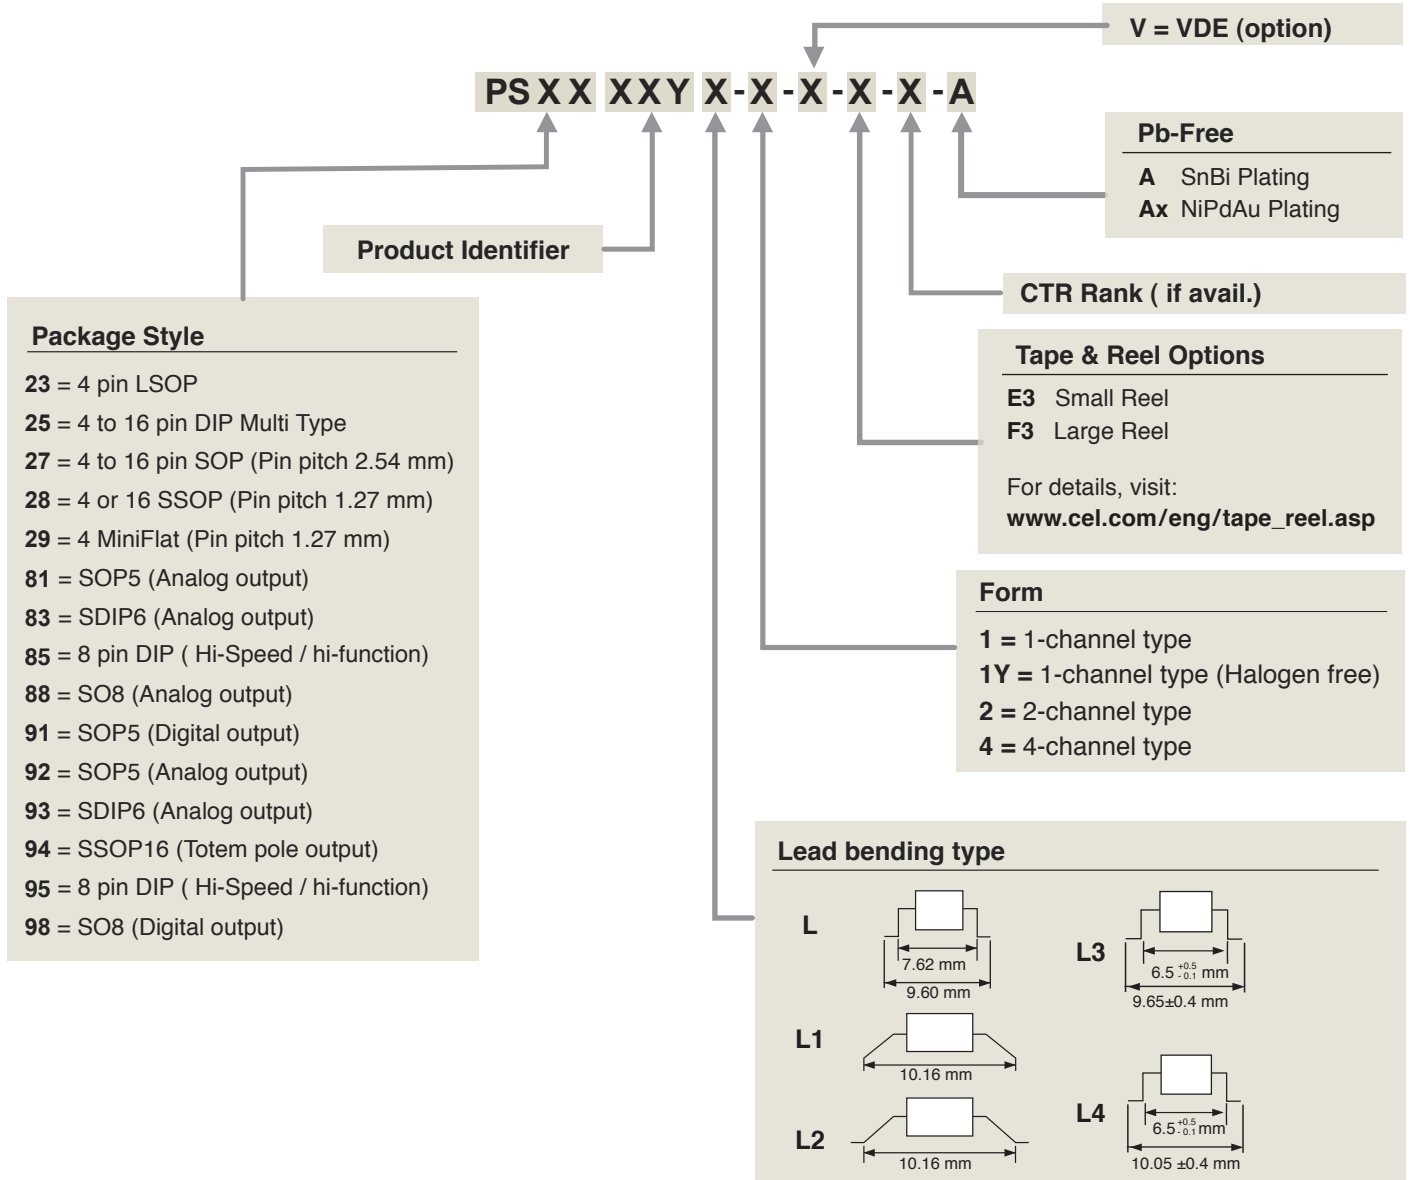 V = VDE (option)
PS X X X X Y X - X - X - X - X - A
Pb-Free
A SnBi Plating
Ax NiPdAu Plating
Product Identifier
CTR Rank ( if avail.)
Package Style
23 = 4 pin LSOP
25 = 4 to 16 pin DIP Multi Type
27 = 4 to 16 pin SOP (Pin pitch 2.54 mm)
28 = 4 or 16 SSOP (Pin pitch 1.27 mm)
29 = 4 MiniFlat (Pin pitch 1.27 mm)
81 = SOP5 (Analog output)
83 = SDIP6 (Analog output)
85 = 8 pin DIP ( Hi-Speed / hi-function)
88 = SO8 (Analog output)
91 = SOP5 (Digital output)
92 = SOP5 (Analog output)
93 = SDIP6 (Analog output)
94 = SSOP16 (Totem pole output)
95 = 8 pin DIP ( Hi-Speed / hi-function)
98 = SO8 (Digital output)
Tape & Reel Options
E3 Small Reel
F3 Large Reel
For details, visit:
www.cel.com/eng/tape_reel.asp
Form
1 = 1-channel type
1Y = 1-channel type (Halogen free)
2 = 2-channel type
4 = 4-channel type
Lead bending type
L
7.62 mm
9.60 mm
L1
10.16 mm
L2
10.16 mm
L3
6.5 +0.5 - 0.1 mm
9.65±0.4 mm
L4
6.5 +0.5 - 0.1 mm
10.05 ±0.4 mm